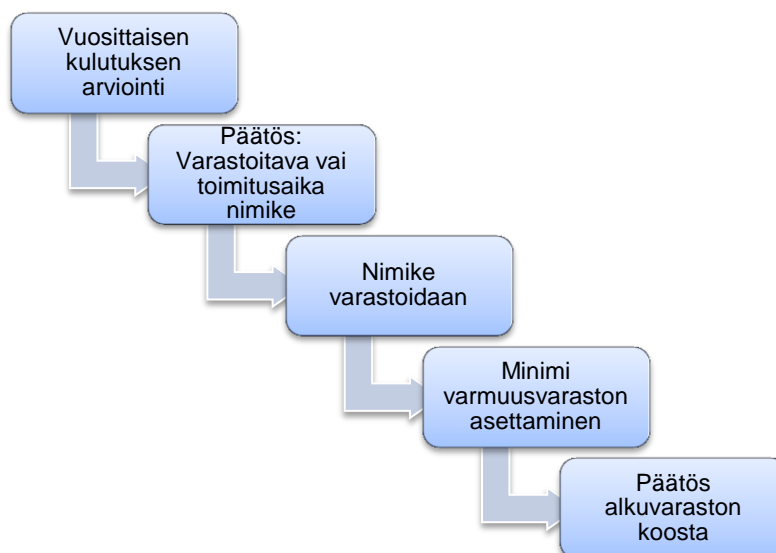 Vuosittaisen
kulutuksen
arviointi
Päätös:
Varastoitava vai
toimitusaika
nimike
Nimike
varastoidaan
Minimi
varmuusvaraston
asettaminen
Päätös
alkuvaraston
koosta